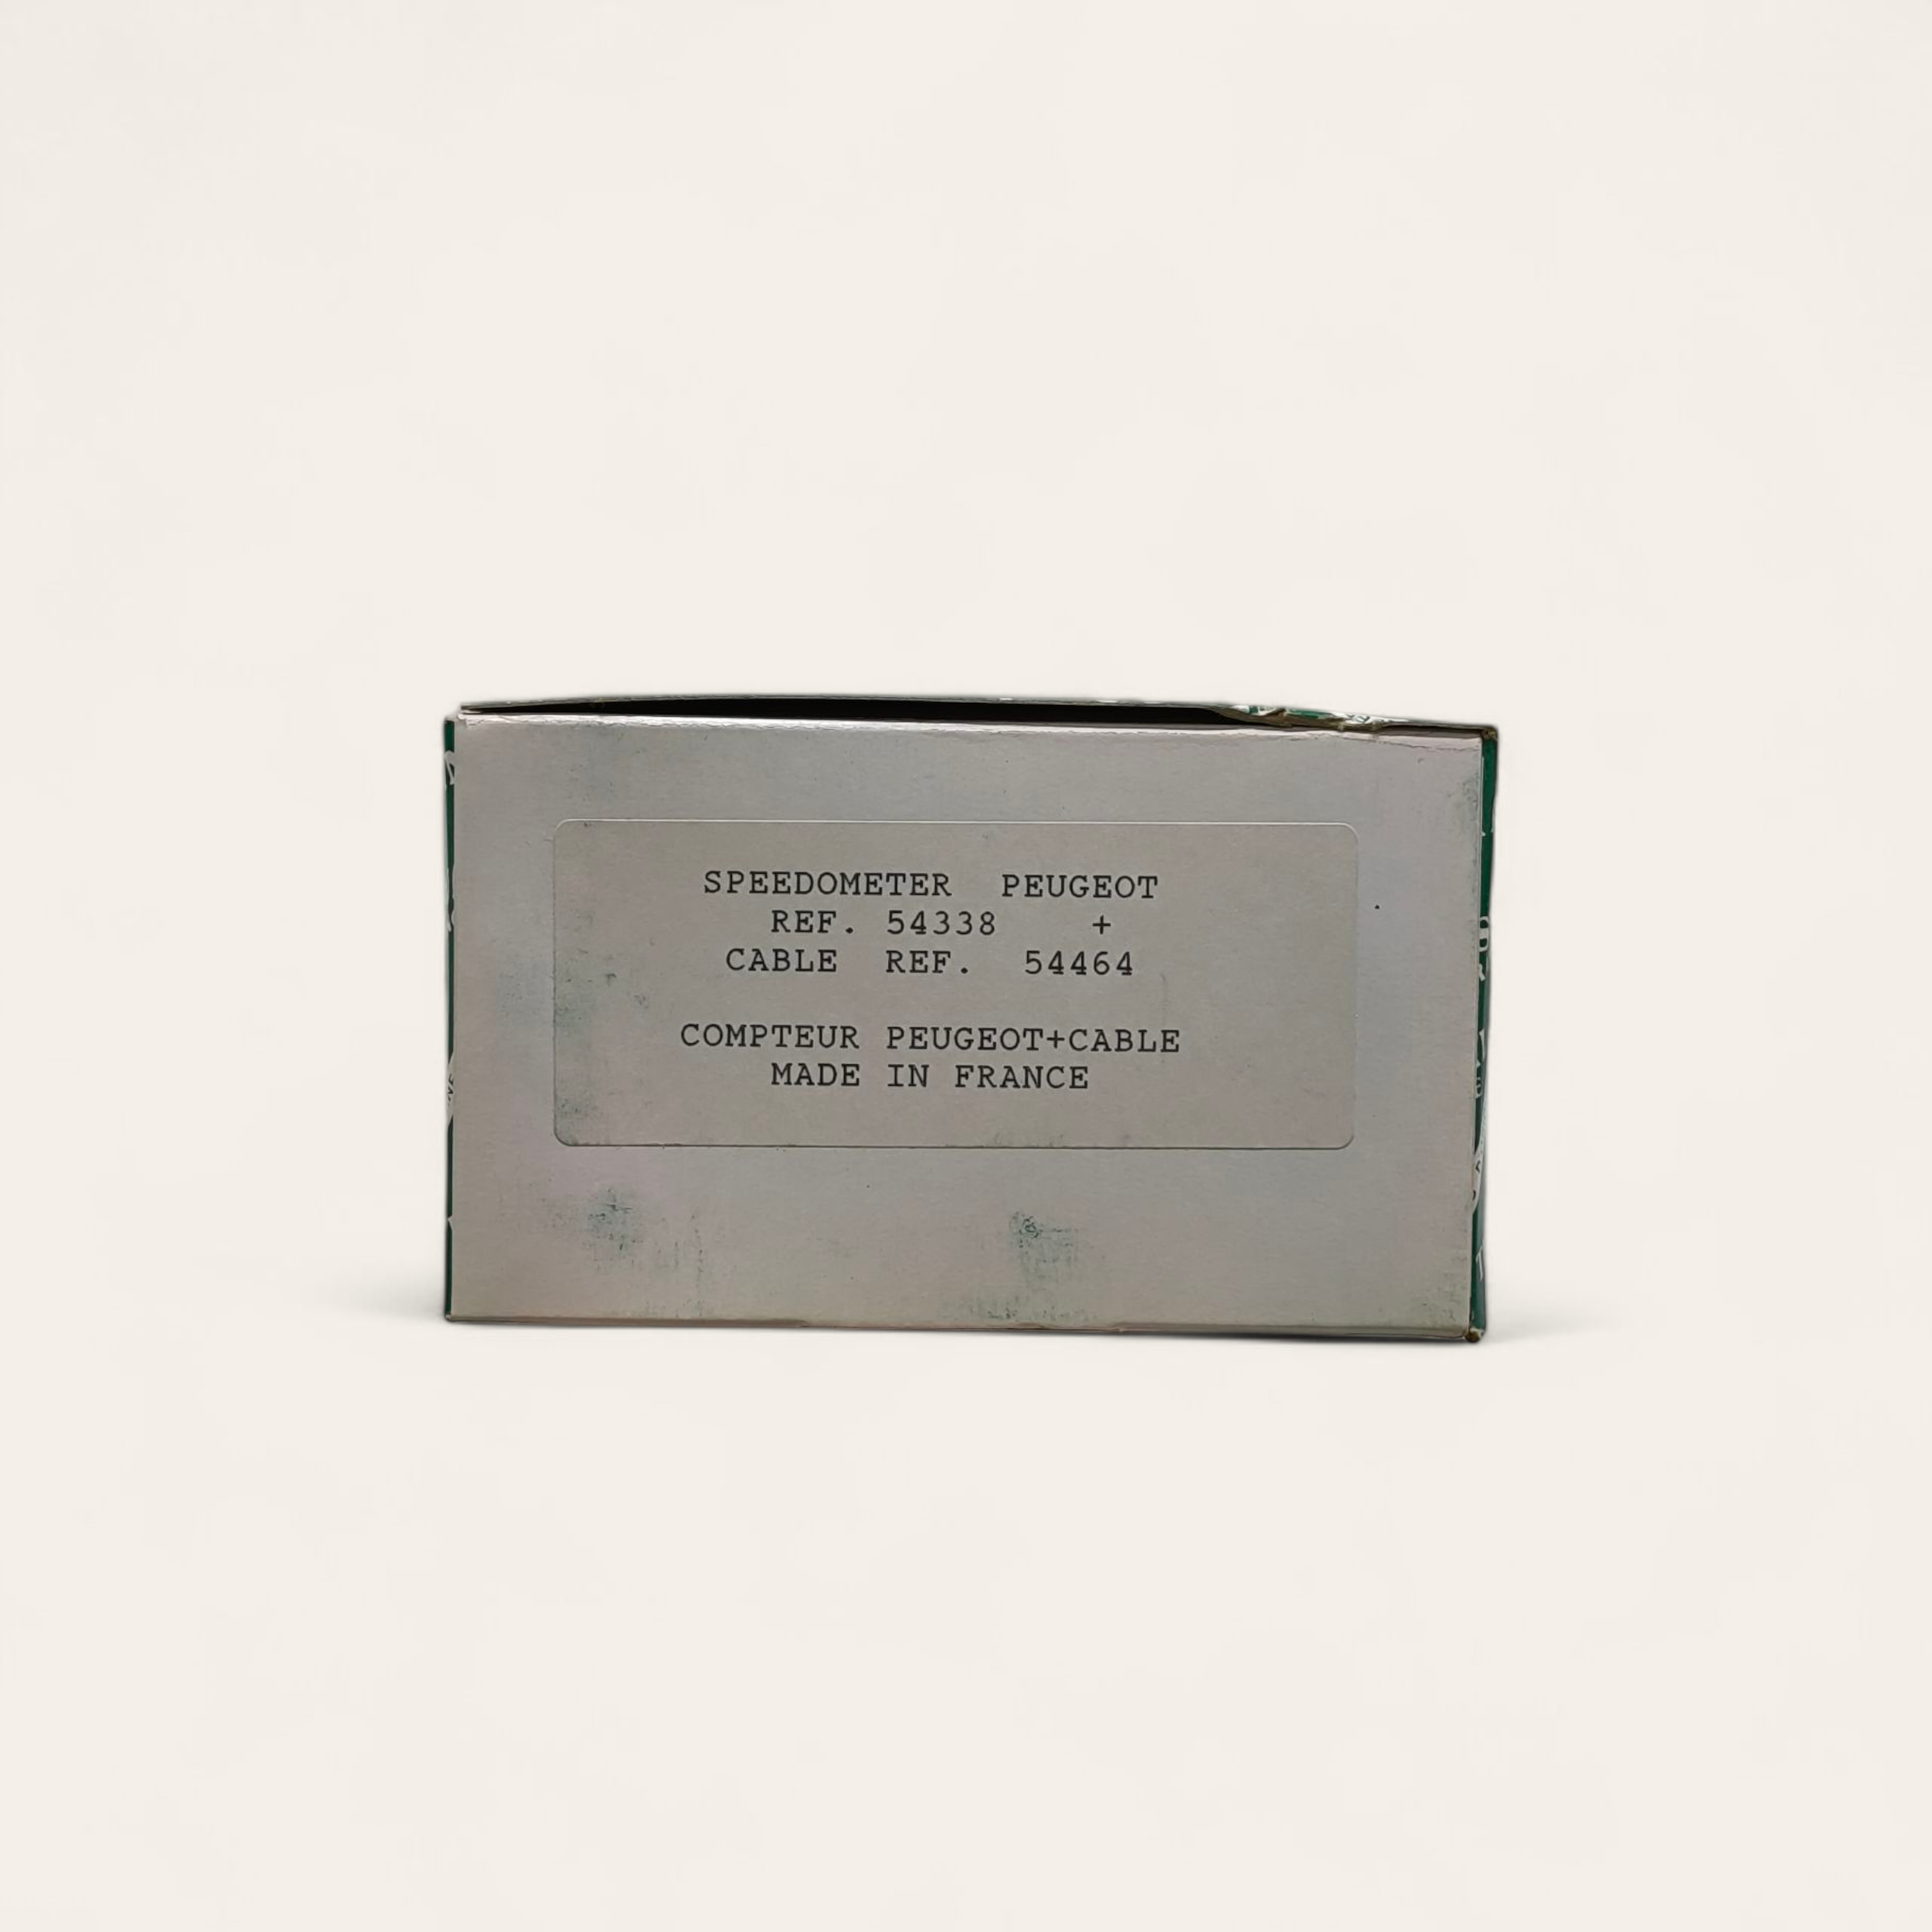 SPEEDOMETER PEUGEOT
REF. 54338 +
CABLE REF. 54464
COMPTEUR PEUGEOT+CABLE
MADE IN FRANCE